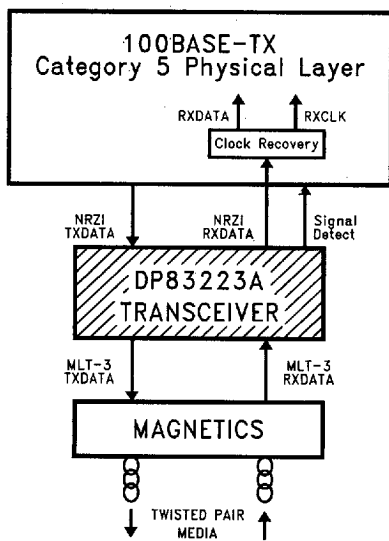 100BASE-TX
Category 5 Physical Layer
RXDATA RXCLK
Clock Recovery
NRZI NRZI Signal
TXDATA RXDATA Detect
DP83223A
TRANSCEIVER
MLT-3 MLT-3
TXDATA RXDATA
MAGNETICS
TWISTED PAIR
MEDIA